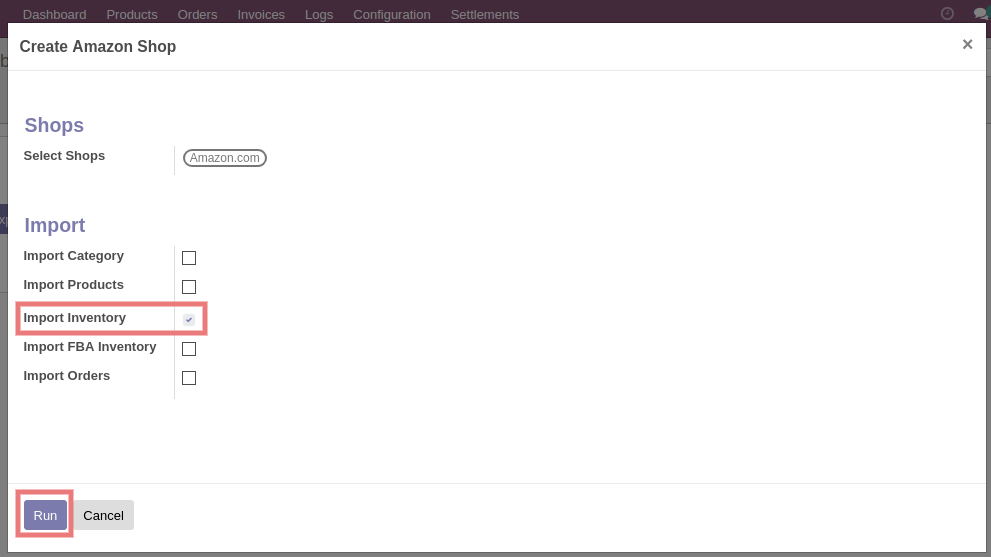 Dashboard Products Orders Invoices Logs Configuration Settlements
Create Amazon Shop ×
Shops
Select Shops Amazon.com
Import
Import Category
Import Products
Import Inventory
Import FBA Inventory
Import Orders
Run Cancel